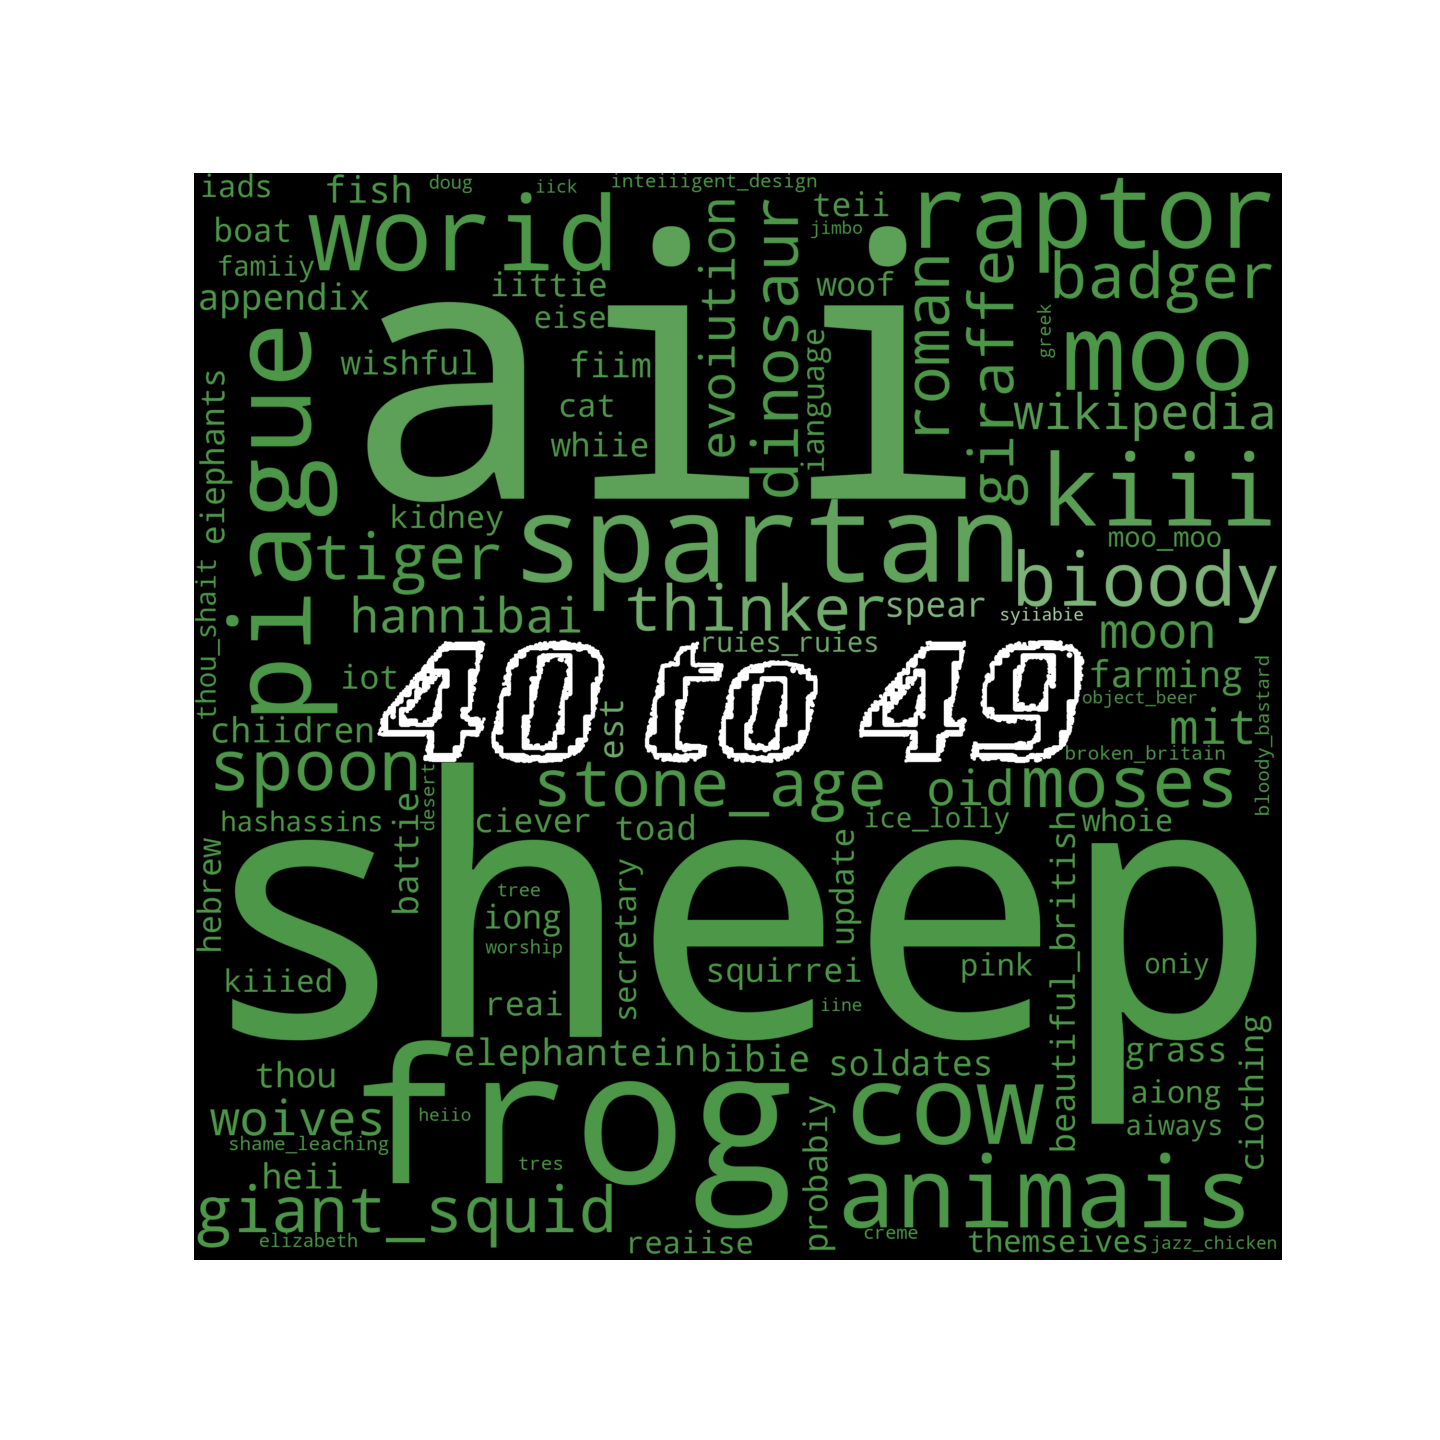 iads
fish
doug
iick
inteiiigent_design
teii
jimbo
raptor
boat
worid
famiiy
appendix
iittie
eise
evoiution
dinosaur
woof
roman
giraffe
badger
greek
moo
aii
wishful
fiim
cat
whiie
ianguage
wikipedia
piague
eiephants
kiii
kidney
tiger
spartan
moo_moo
bioody
thou_shait
hannibai
thinker
spear
syiiabie
moon
ruies_ruies
iot
40 to 49
farming
object_beer
bloody_bastard
est
chiidren
mit
broken_britain
spoon
desert
stone_age
oid
moses
hashassins
battie
ciever
toad
ice_lolly
whoie
hebrew
sheep
tree
iong
worship
secretary
update
beautiful_british
squirrei
pink
oniy
kiiied
reai
iine
elephantein
bibie
soldates
grass
ciothing
thou
frog
cow
aiong
woives
heiio
probabiy
aiways
shame_leaching
heii
tres
animais
giant_squid
elizabeth
reaiise
creme
themseives
jazz_chicken